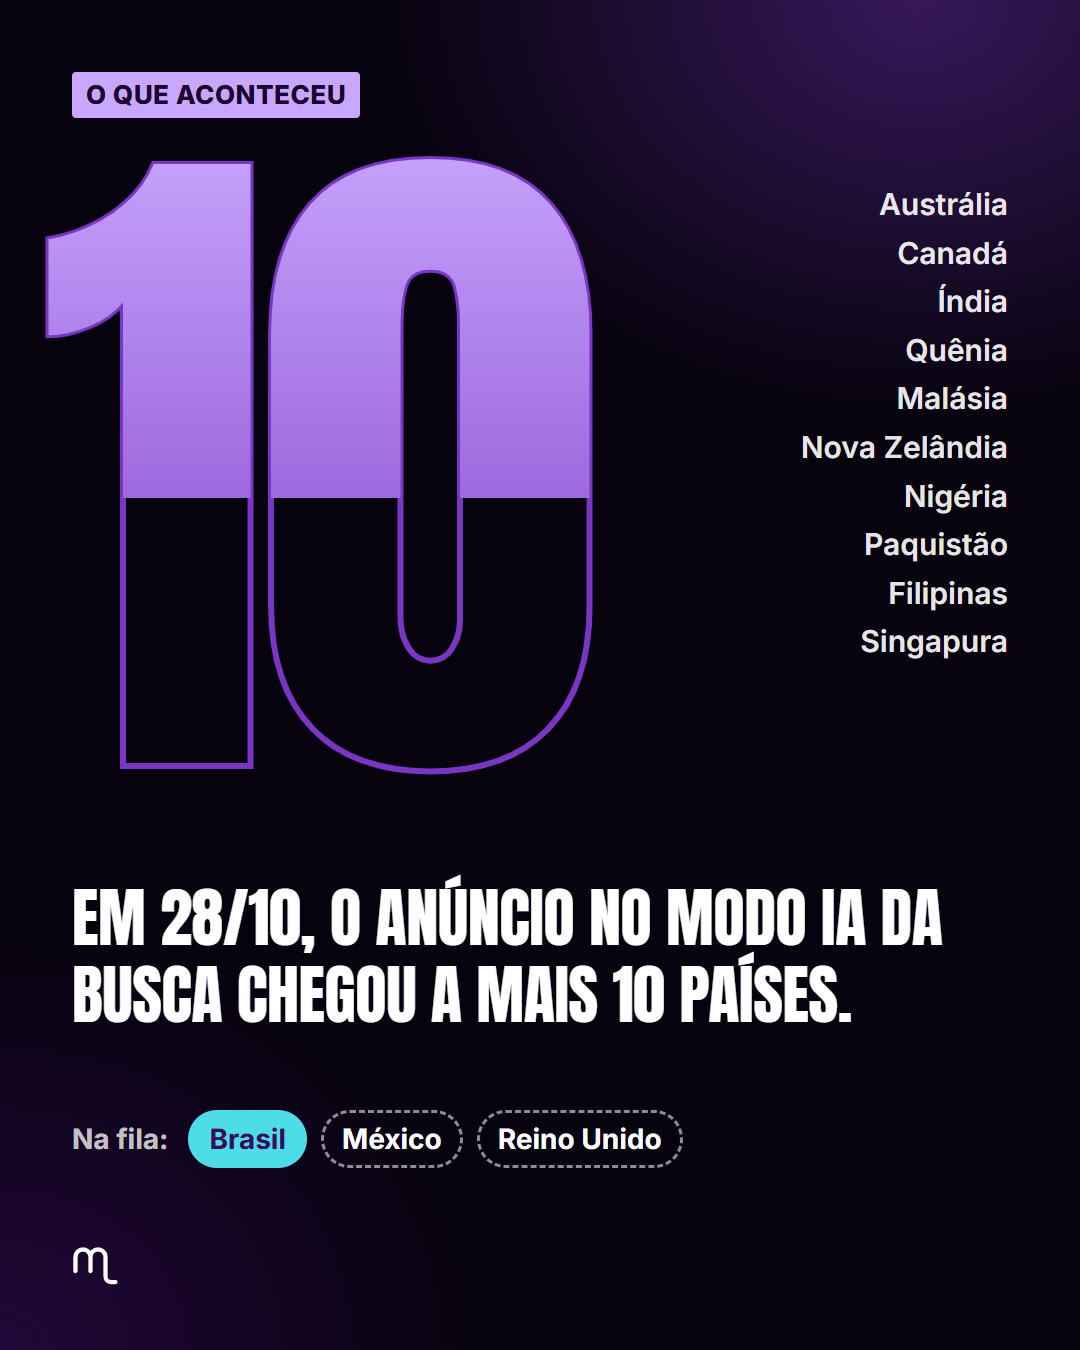 O QUE ACONTECEU
10
Austrália
Canadá
Índia
Quênia
Malásia
Nova Zelândia
Nigéria
Paquistão
Filipinas
Singapura
EM 28/10, O ANÚNCIO NO MODO IA DA
BUSCA CHEGOU A MAIS 10 PAÍSES.
Na fila: Brasil México Reino Unido